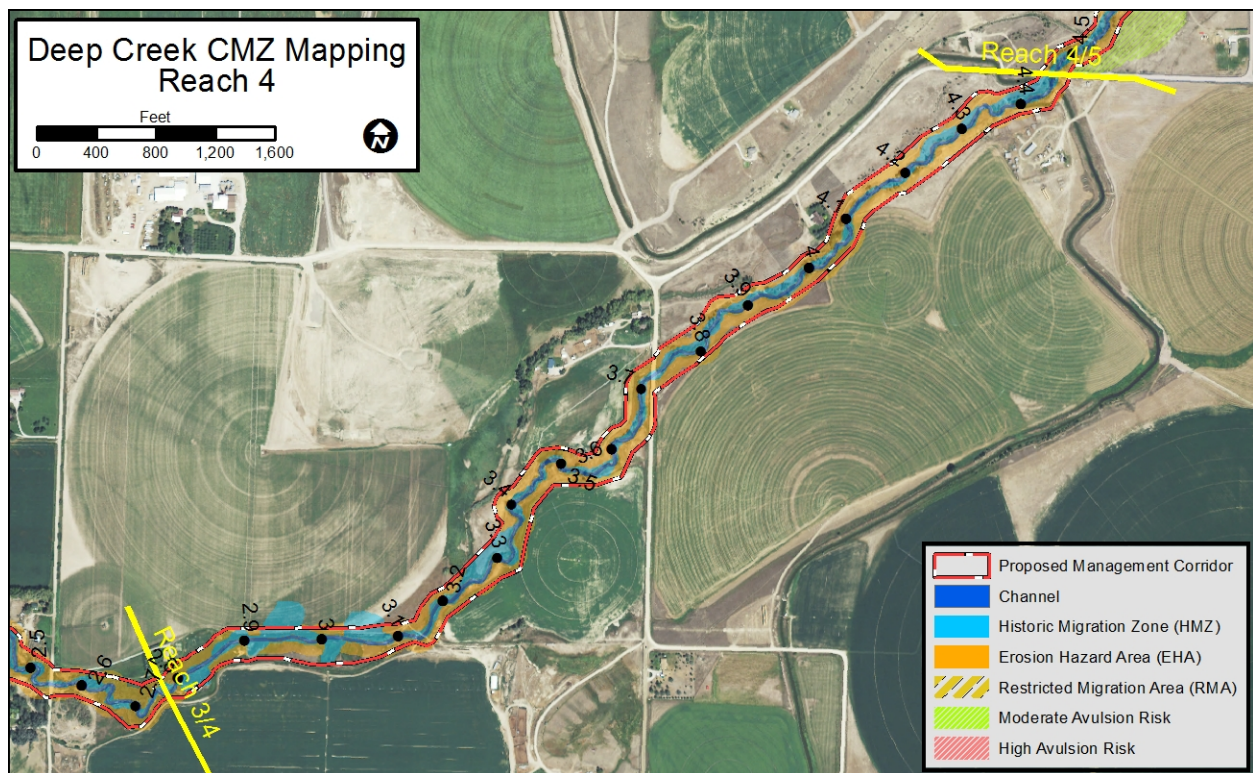 Deep Creek CMZ Mapping
Reach 4
Feet
0 400 800 1,200 1,600
N
4.5
Reach 4/5
4.4
4.3
4.2
4.1
4
3.9
3.8
3.7
3.6
3.5
3.4
3.3
3.2
3.1
3
2.9
2.8
Reach 3/4
2.7
2.6
2.5
Proposed Management Corridor
Channel
Historic Migration Zone (HMZ)
Erosion Hazard Area (EHA)
Restricted Migration Area (RMA)
Moderate Avulsion Risk
High Avulsion Risk